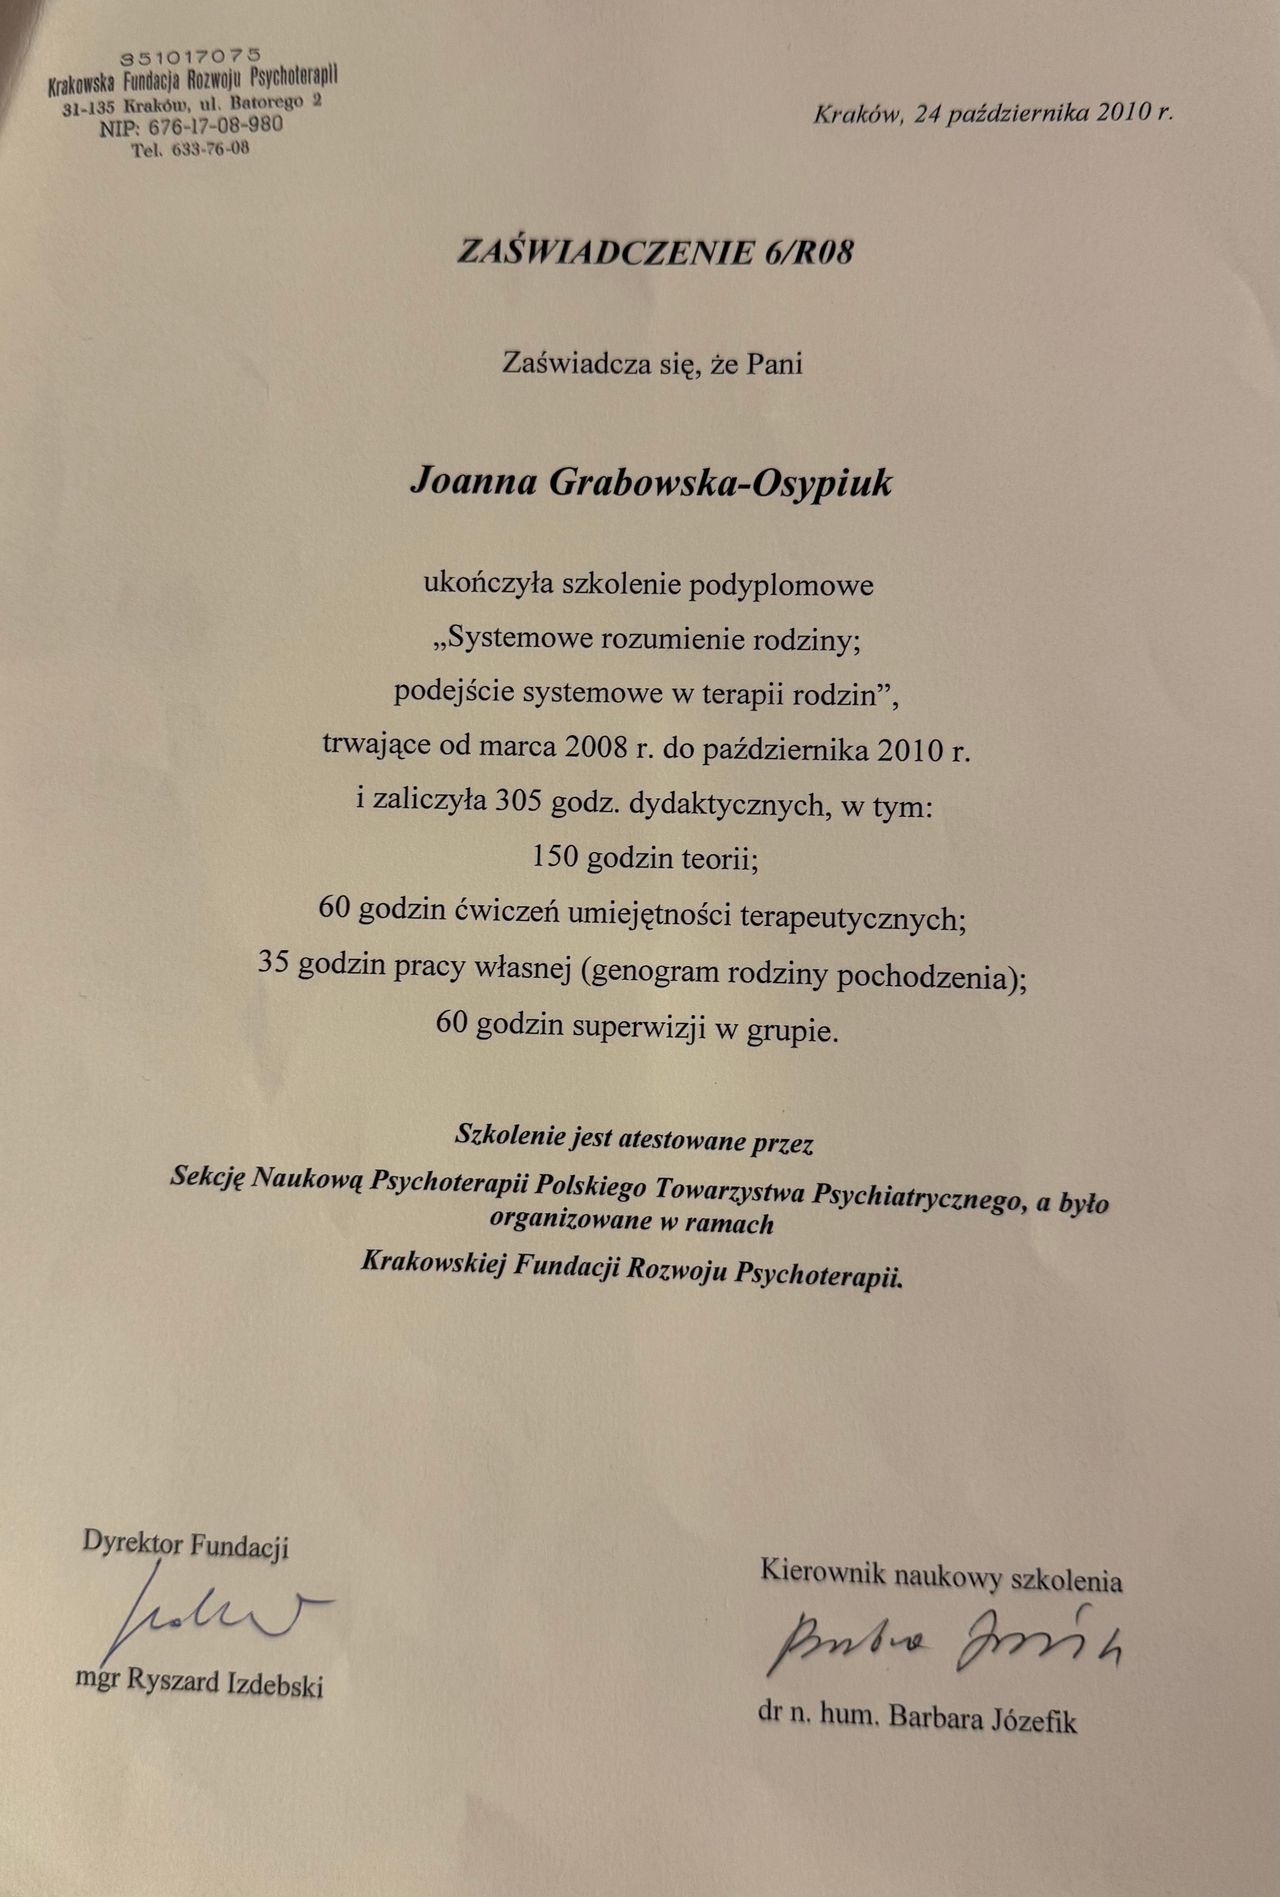 351017075
Krakowska Fundacja Rozwoju Psychoterapii
31-135 Kraków, ul. Batorego 2
NIP: 676-17-08-980
Tel. 633-76-08
Kraków, 24 października 2010 r.
ZAŚWIADCZENIE 6/R08
Zaświadcza się, że Pani
Joanna Grabowska-Osypiuk
ukończyła szkolenie podyplomowe
„Systemowe rozumienie rodziny;
podejście systemowe w terapii rodzin”,
trwające od marca 2008 r. do października 2010 r.
i zaliczyła 305 godz. dydaktycznych, w tym:
150 godzin teorii;
60 godzin ćwiczeń umiejętności terapeutycznych;
35 godzin pracy własnej (genogram rodziny pochodzenia);
60 godzin superwizji w grupie.
Szkolenie jest atestowane przez
Sekcję Naukową Psychoterapii Polskiego Towarzystwa Psychiatrycznego, a było
organizowane w ramach
Krakowskiej Fundacji Rozwoju Psychoterapii.
Dyrektor Fundacji
mgr Ryszard Izdebski
Kierownik naukowy szkolenia
Barbara Józefik
dr n. hum. Barbara Józefik